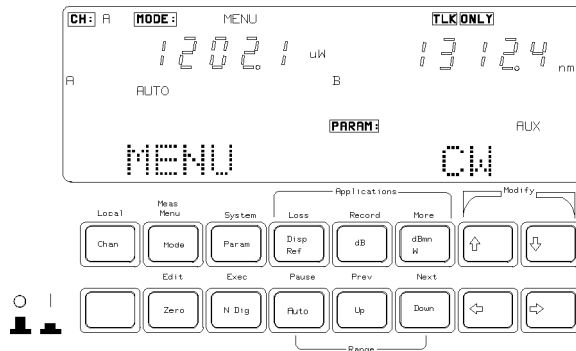 CH: A MODE: MENU TLK ONLY
1202.1 uW 1312.4 nm
A B
AUTO
PARAM: AUX
MENU CW
Applications Modify
Meas
Local Menu System Loss Record More
Chan Mode Param Disp Ref dB dBm W
Edit Exec Pause Prev Next
Zero N Dig Auto Up Down
Range